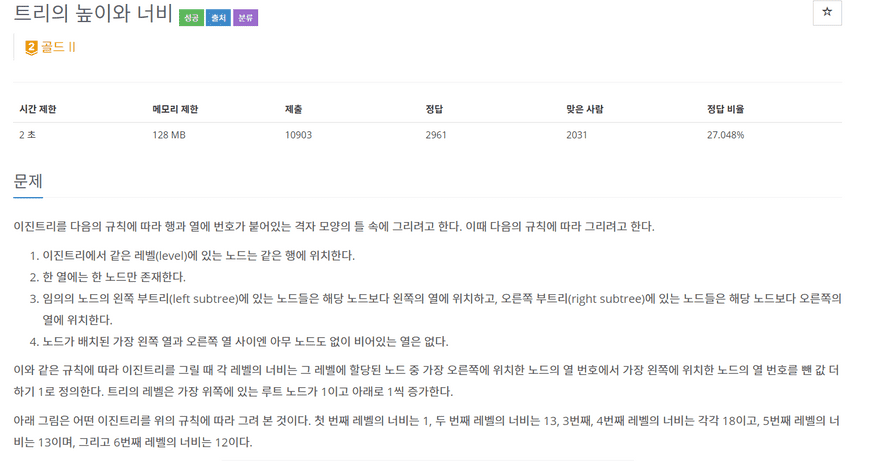 트리의 높이와 너비 성공 출처 분류
☆
2 골드 II
시간 제한 메모리 제한 제출 정답 맞은 사람 정답 비율
2 초 128 MB 10903 2961 2031 27.048%
문제
이진트리를 다음의 규칙에 따라 행과 열에 번호가 붙어있는 격자 모양의 틀 속에 그리려고 한다. 이때 다음의 규칙에 따라 그리려고 한다.
1. 이진트리에서 같은 레벨(level)에 있는 노드는 같은 행에 위치한다.
2. 한 열에는 한 노드만 존재한다.
3. 임의의 노드의 왼쪽 부트리(left subtree)에 있는 노드들은 해당 노드보다 왼쪽의 열에 위치하고, 오른쪽 부트리(right subtree)에 있는 노드들은 해당 노드보다 오른쪽의
열에 위치한다.
4. 노드가 배치된 가장 왼쪽 열과 오른쪽 열 사이엔 아무 노드도 없이 비어있는 열은 없다.
이와 같은 규칙에 따라 이진트리를 그릴 때 각 레벨의 너비는 그 레벨에 할당된 노드 중 가장 오른쪽에 위치한 노드의 열 번호에서 가장 왼쪽에 위치한 노드의 열 번호를 뺀 값 더
하기 1로 정의한다. 트리의 레벨은 가장 위쪽에 있는 루트 노드가 1이고 아래로 1씩 증가한다.
아래 그림은 어떤 이진트리를 위의 규칙에 따라 그려 본 것이다. 첫 번째 레벨의 너비는 1, 두 번째 레벨의 너비는 13, 3번째, 4번째 레벨의 너비는 각각 18이고, 5번째 레벨의 너
비는 13이며, 그리고 6번째 레벨의 너비는 12이다.